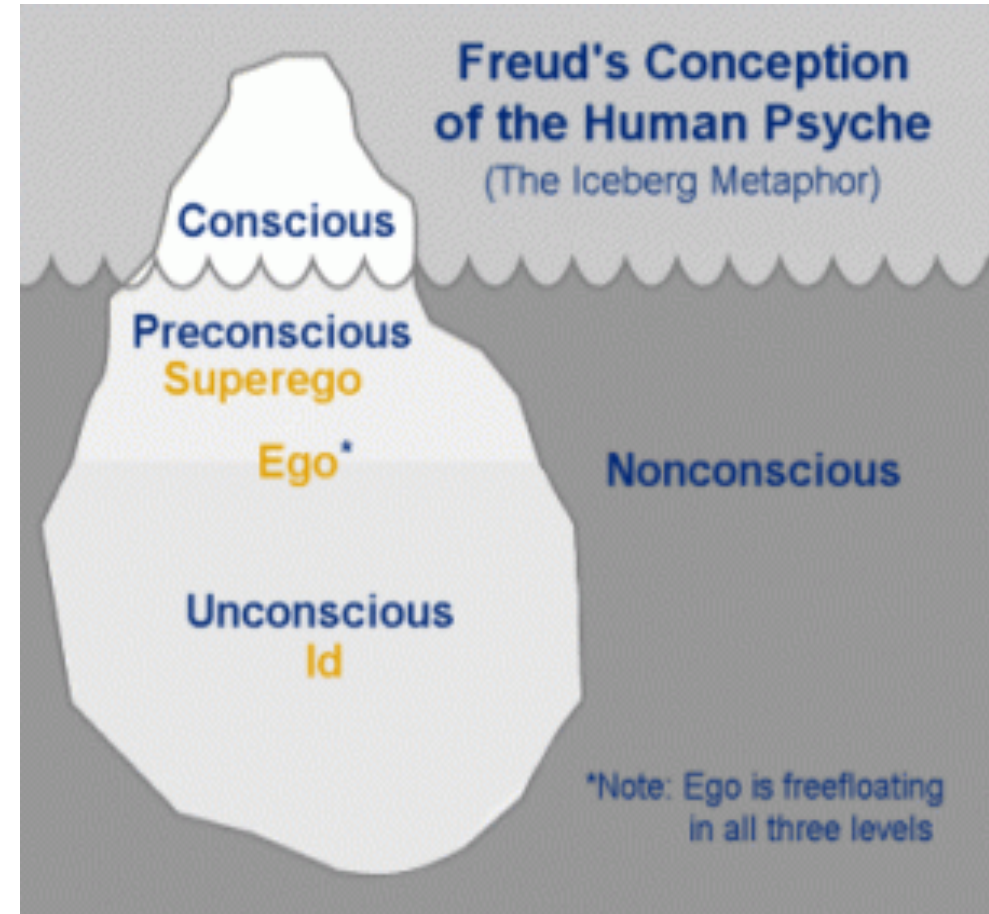 Freud's Conception
of the Human Psyche
(The Iceberg Metaphor)
Conscious
Preconscious
Superego
Ego*
Nonconscious
Unconscious
Id
*Note: Ego is freefloating
in all three levels